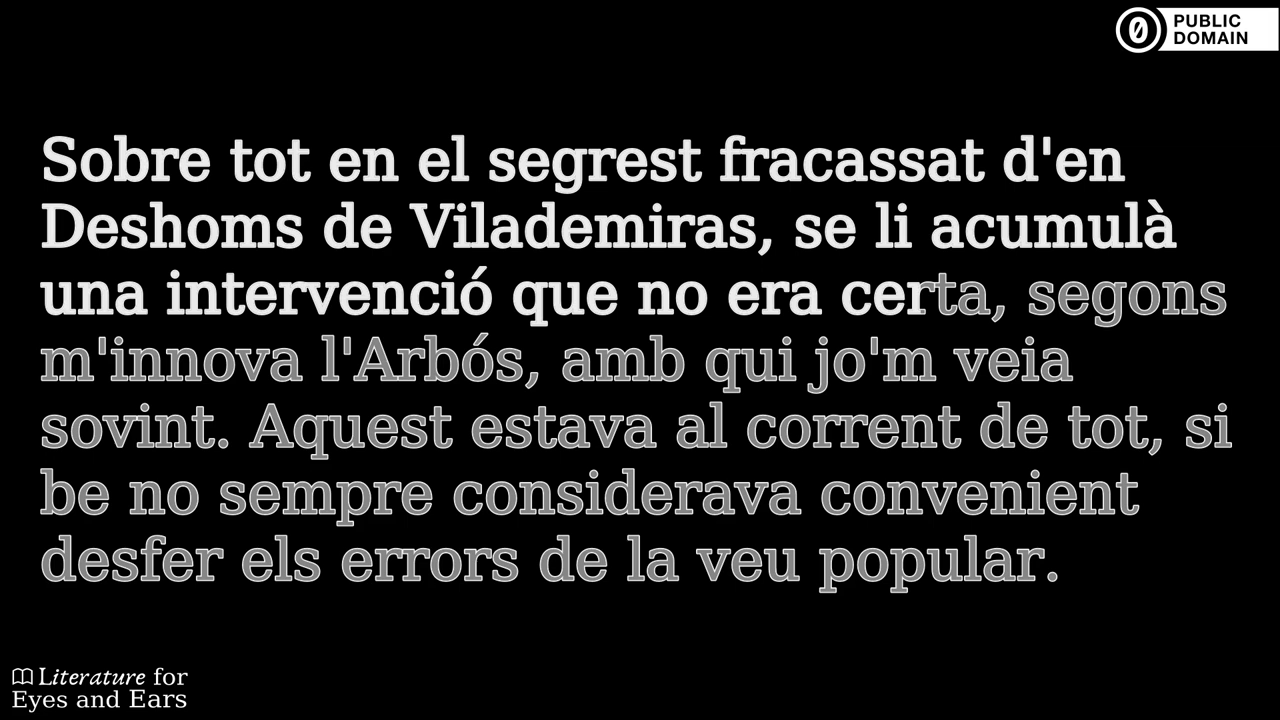 PUBLIC
DOMAIN
Sobre tot en el segrest fracassat d'en
Deshoms de Vilademiras, se li acumulà
una intervenció que no era certa, segons
m'innova l'Arbós, amb qui jo'm veia
sovint. Aquest estava al corrent de tot, si
be no sempre considerava convenient
desfer els errors de la veu popular.
Literature for
Eyes and Ears